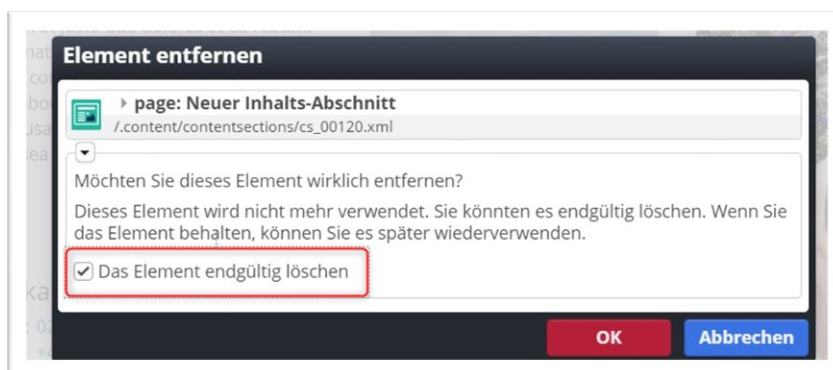 Element entfernen
page: Neuer Inhalts-Abschnitt
/.content/contentsections/cs_00120.xml
Möchten Sie dieses Element wirklich entfernen?
Dieses Element wird nicht mehr verwendet. Sie könnten es endgültig löschen. Wenn Sie
das Element behalten, können Sie es später wiederverwenden.
Das Element endgültig löschen
OK
Abbrechen